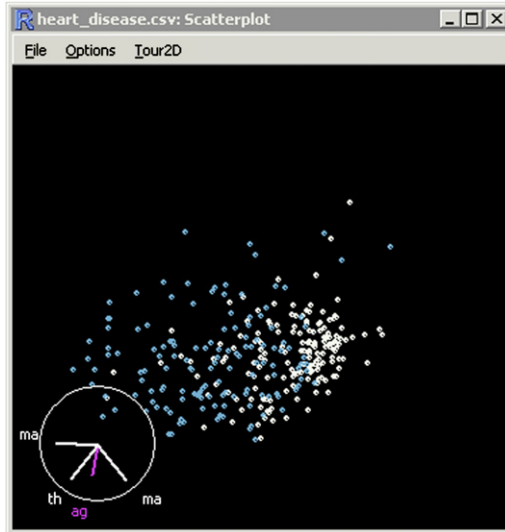 heart_disease.csv: Scatterplot
File Options Tour2D
ma
th
ma
ag